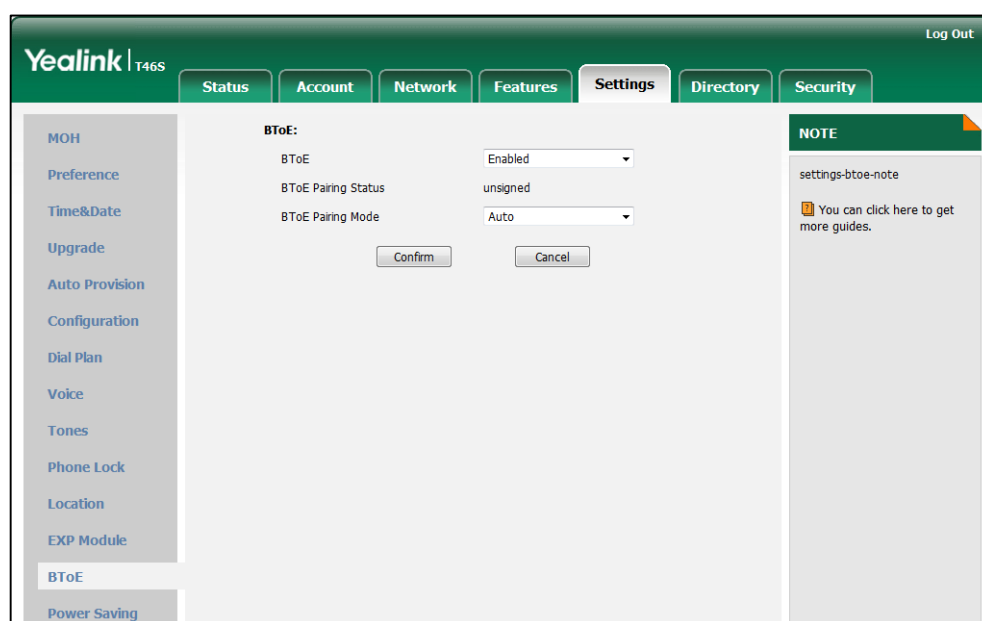 Log Out
Yealink | T46S
Status Account Network Features Settings Directory Security
MOH
Preference
Time&Date
Upgrade
Auto Provision
Configuration
Dial Plan
Voice
Tones
Phone Lock
Location
EXP Module
BToE
Power Saving
BToE:
BToE Enabled
BToE Pairing Status unsigned
BToE Pairing Mode Auto
Confirm Cancel
NOTE
settings-btoe-note
? You can click here to get
more guides.